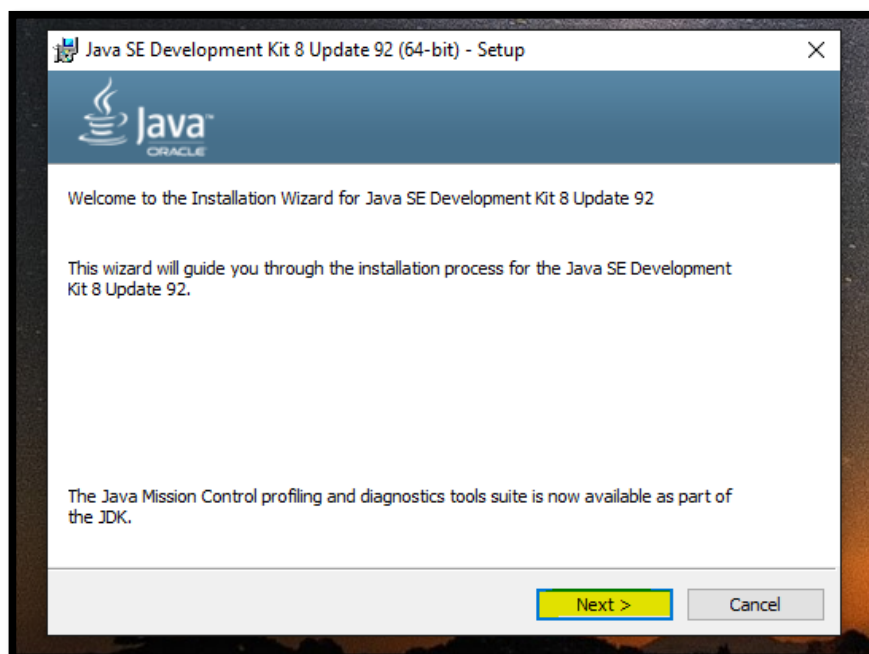 Java SE Development Kit 8 Update 92 (64-bit) - Setup
Java™
ORACLE
Welcome to the Installation Wizard for Java SE Development Kit 8 Update 92
This wizard will guide you through the installation process for the Java SE Development
Kit 8 Update 92.
The Java Mission Control profiling and diagnostics tools suite is now available as part of
the JDK.
Next >
Cancel